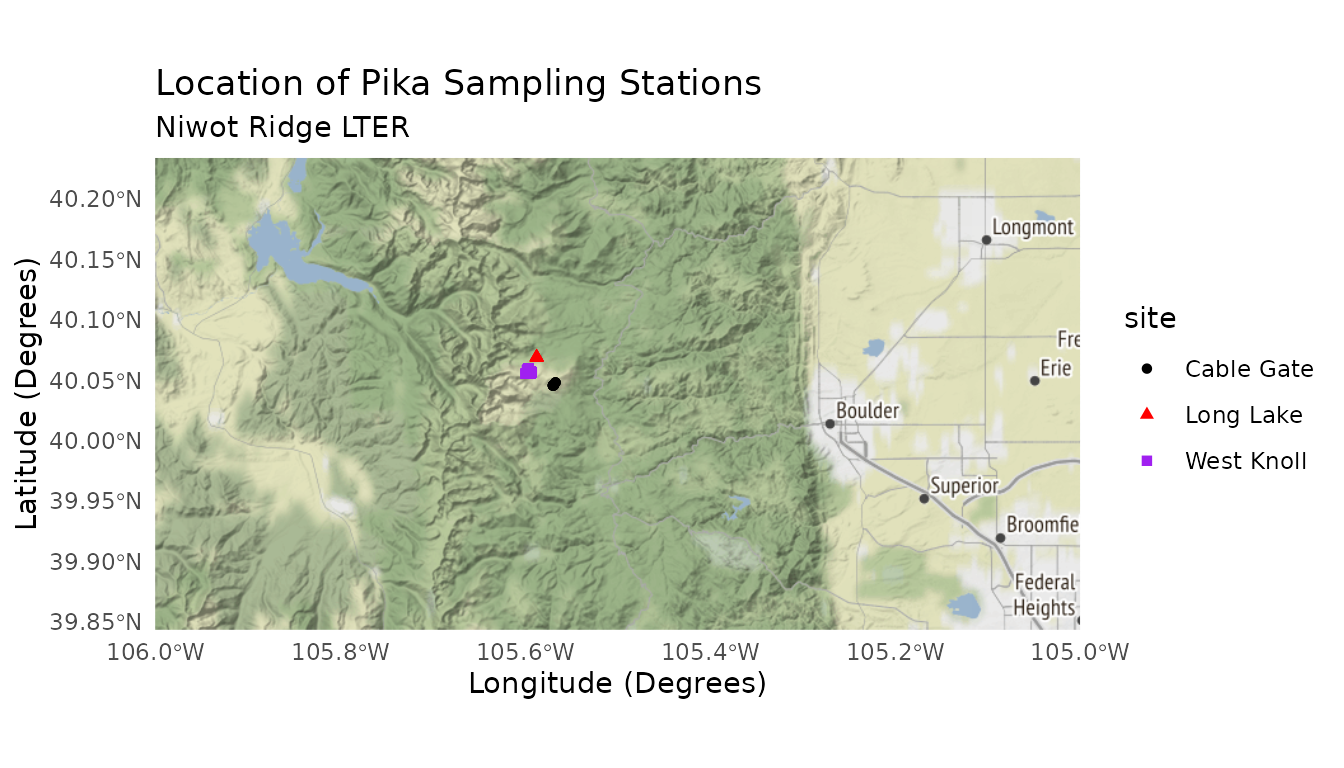 Location of Pika Sampling Stations
Niwot Ridge LTER
Latitude (Degrees)
40.20°N
40.15°N
40.10°N
40.05°N
40.00°N
39.95°N
39.90°N
39.85°N
Longmont
Fre
Erie
Boulder
Superior
Broomfie
Federal
Heights
106.0°W
105.8°W
105.6°W
105.4°W
105.2°W
105.0°W
Longitude (Degrees)
site
Cable Gate
Long Lake
West Knoll